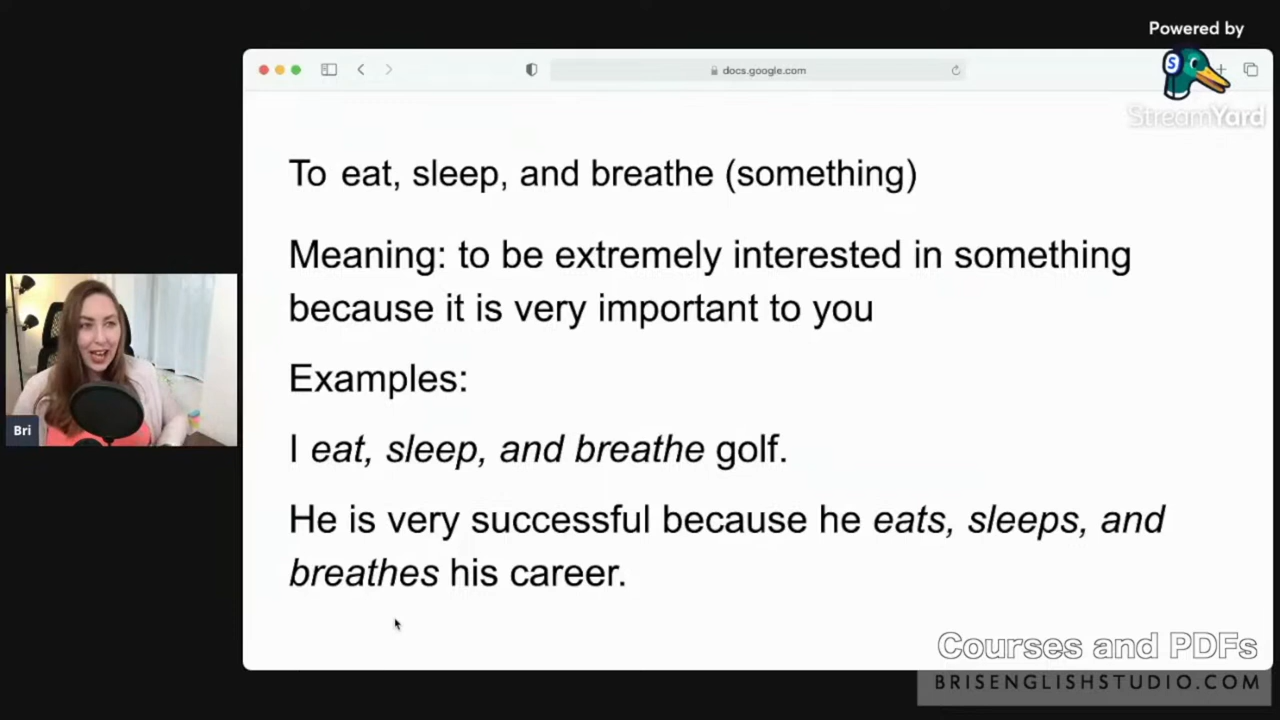 Powered by
docs.google.com
S
StreamYard
To eat, sleep, and breathe (something)
Meaning: to be extremely interested in something
because it is very important to you
Examples:
I eat, sleep, and breathe golf.
He is very successful because he eats, sleeps, and
breathes his career.
Bri
Courses and PDFs
BRISENGLISHSTUDIO.COM